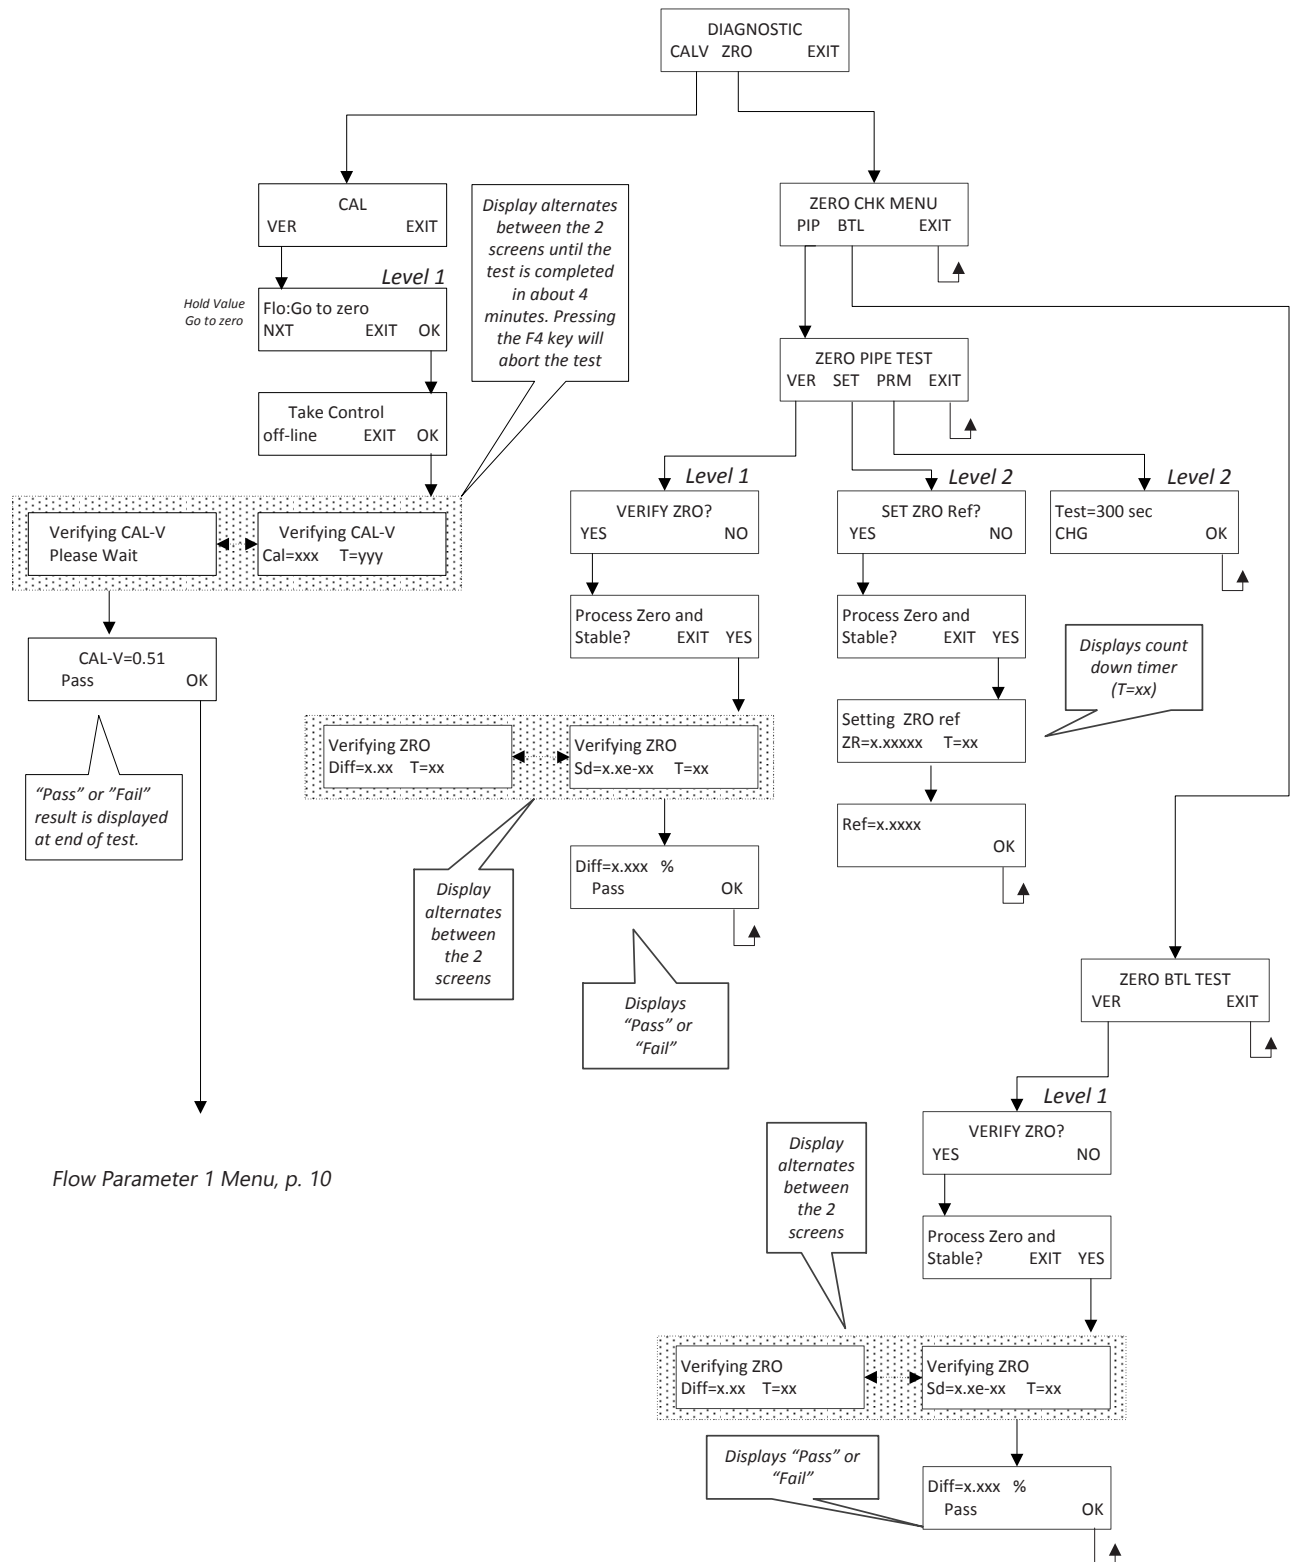 DIAGNOSTIC
CALV ZRO EXIT
CAL
VER EXIT
Level 1
Hold Value
Go to zero
Flo:Go to zero
NXT EXIT OK
Take Control
off-line EXIT OK
Display alternates
between the 2
screens until the
test is completed
in about 4
minutes. Pressing
the F4 key will
abort the test
Verifying CAL-V
Please Wait
Verifying CAL-V
Cal=xxx T=yyy
CAL-V=0.51
Pass OK
“Pass” or ”Fail”
result is displayed
at end of test.
Flow Parameter 1 Menu, p. 10
ZERO CHK MENU
PIP BTL EXIT
ZERO PIPE TEST
VER SET PRM EXIT
Level 1
VERIFY ZRO?
YES NO
Process Zero and
Stable? EXIT YES
Verifying ZRO
Diff=x.xx T=xx
Verifying ZRO
Sd=x.xe-xx T=xx
Display
alternates
between
the 2
screens
Diff=x.xxx %
Pass OK
Displays
“Pass” or
“Fail”
Level 2
SET ZRO Ref?
YES NO
Process Zero and
Stable? EXIT YES
Setting ZRO ref
ZR=x.xxxxx T=xx
Displays count
down timer
(T=xx)
Ref=x.xxxx
OK
Level 2
Test=300 sec
CHG OK
ZERO BTL TEST
VER EXIT
Level 1
VERIFY ZRO?
YES NO
Process Zero and
Stable? EXIT YES
Display
alternates
between
the 2
screens
Verifying ZRO
Diff=x.xx T=xx
Verifying ZRO
Sd=x.xe-xx T=xx
Displays “Pass” or
“Fail”
Diff=x.xxx %
Pass OK